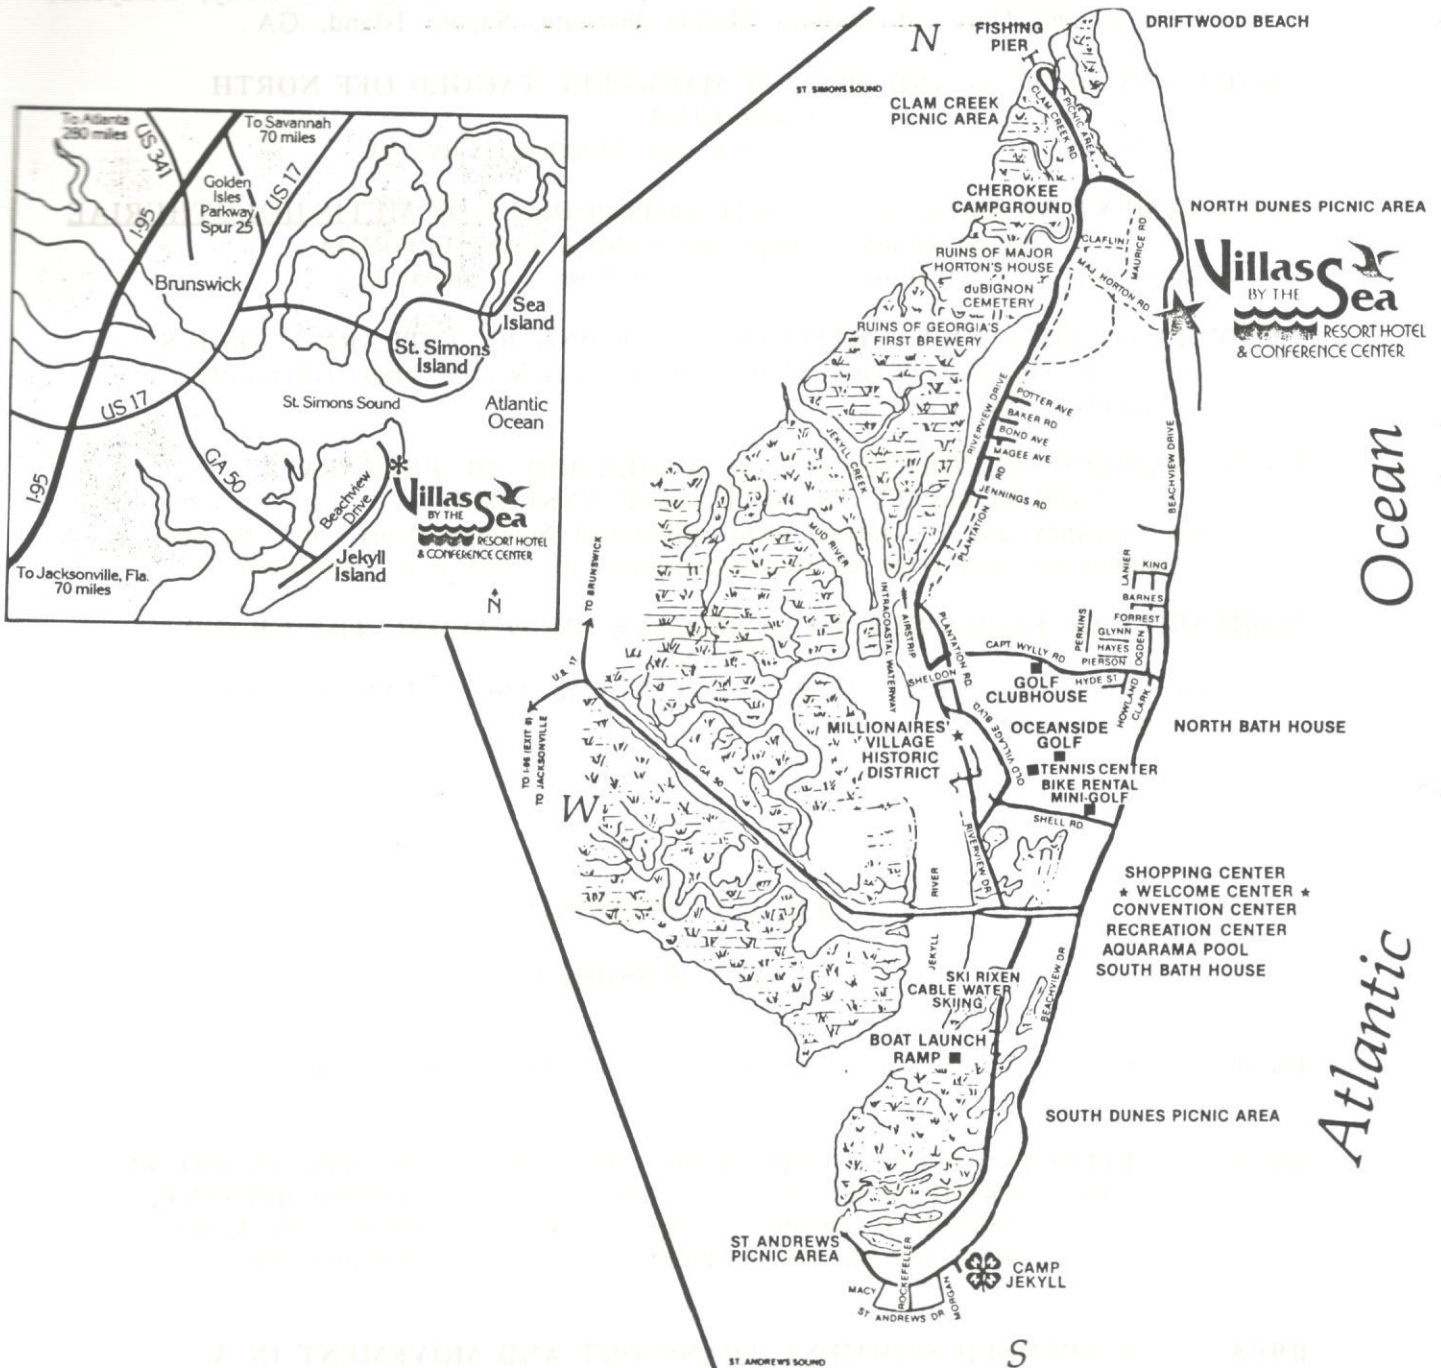 To Atlanta
280 miles
US 341
To Savannah
70 miles
I-95
Golden
Isles
Parkway
Spur 25
US 17
Brunswick
Sea
Island
St. Simons
Island
US 17
St. Simons Sound
Atlantic
Ocean
I-95
GA 50
Beachview
Drive
Villas
BY THE
Sea
RESORT HOTEL
& CONFERENCE CENTER
Jekyll
Island
To Jacksonville, Fla.
70 miles
N
N
FISHING
PIER
DRIFTWOOD BEACH
ST. SIMONS SOUND
CLAM CREEK
PICNIC AREA
CLAM CREEK RD
PICNIC AREA
CHEROKEE
CAMPGROUND
NORTH DUNES PICNIC AREA
CLAFLIN
MAURICE RD
RUINS OF MAJOR
HORTON'S HOUSE
MAJ. HORTON RD
duBIGNON
CEMETERY
Villas
BY THE
Sea
RESORT HOTEL
& CONFERENCE CENTER
RUINS OF GEORGIA'S
FIRST BREWERY
RIVERVIEW DRIVE
POTTER AVE
BAKER RD
BOND AVE
MAGEE AVE
JEKYLL CREEK
JENNINGS RD
PLANTATION RD
BEACHVIEW DRIVE
Ocean
MUD RIVER
TO BRUNSWICK
INTRACOASTAL WATERWAY
AIRSTRIP
LANIER
KING
BARNES
FORREST
PERKINS
GLYNN
HAYES
PIERSON
OGDEN
CAPT WYLLY RD
HYDE ST
HOWLAND
CLARK
PLANTATION RD.
SHELDON
U.S. 17
GOLF
CLUBHOUSE
TO I-95 (EXIT 6)
TO JACKSONVILLE
MILLIONAIRES'
VILLAGE
HISTORIC
DISTRICT
OLD VILLAGE BLVD.
OCEANSIDE
GOLF
NORTH BATH HOUSE
TENNIS CENTER
BIKE RENTAL
MINI-GOLF
GA 50
W
SHELL RD
RIVERVIEW DR
SHOPPING CENTER
★ WELCOME CENTER ★
CONVENTION CENTER
RECREATION CENTER
AQUARAMA POOL
SOUTH BATH HOUSE
JEKYLL RIVER
SKI RIXEN
CABLE WATER
SKIING
BEACHVIEW DR
Atlantic
BOAT LAUNCH
RAMP
SOUTH DUNES PICNIC AREA
ST ANDREWS
PICNIC AREA
ROCKEFELLER
CAMP
JEKYLL
MACY
MORGAN
ST ANDREWS DR
S
ST ANDREWS SOUND